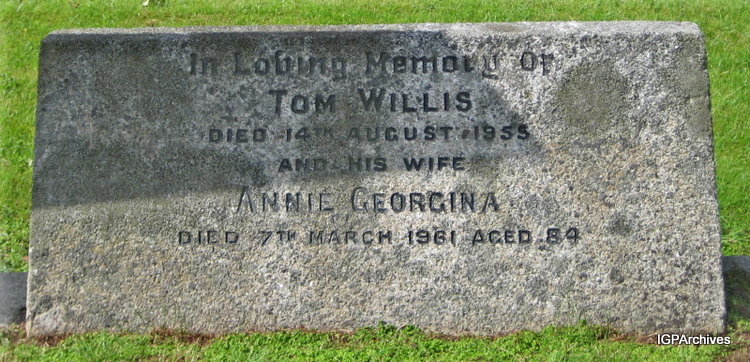 In Loving Memory Of
TOM WILLIS
DIED 14TH AUGUST 1955
AND HIS WIFE
ANNIE GEORGINA
DIED 7TH MARCH 1961 AGED 84
IGPArchives